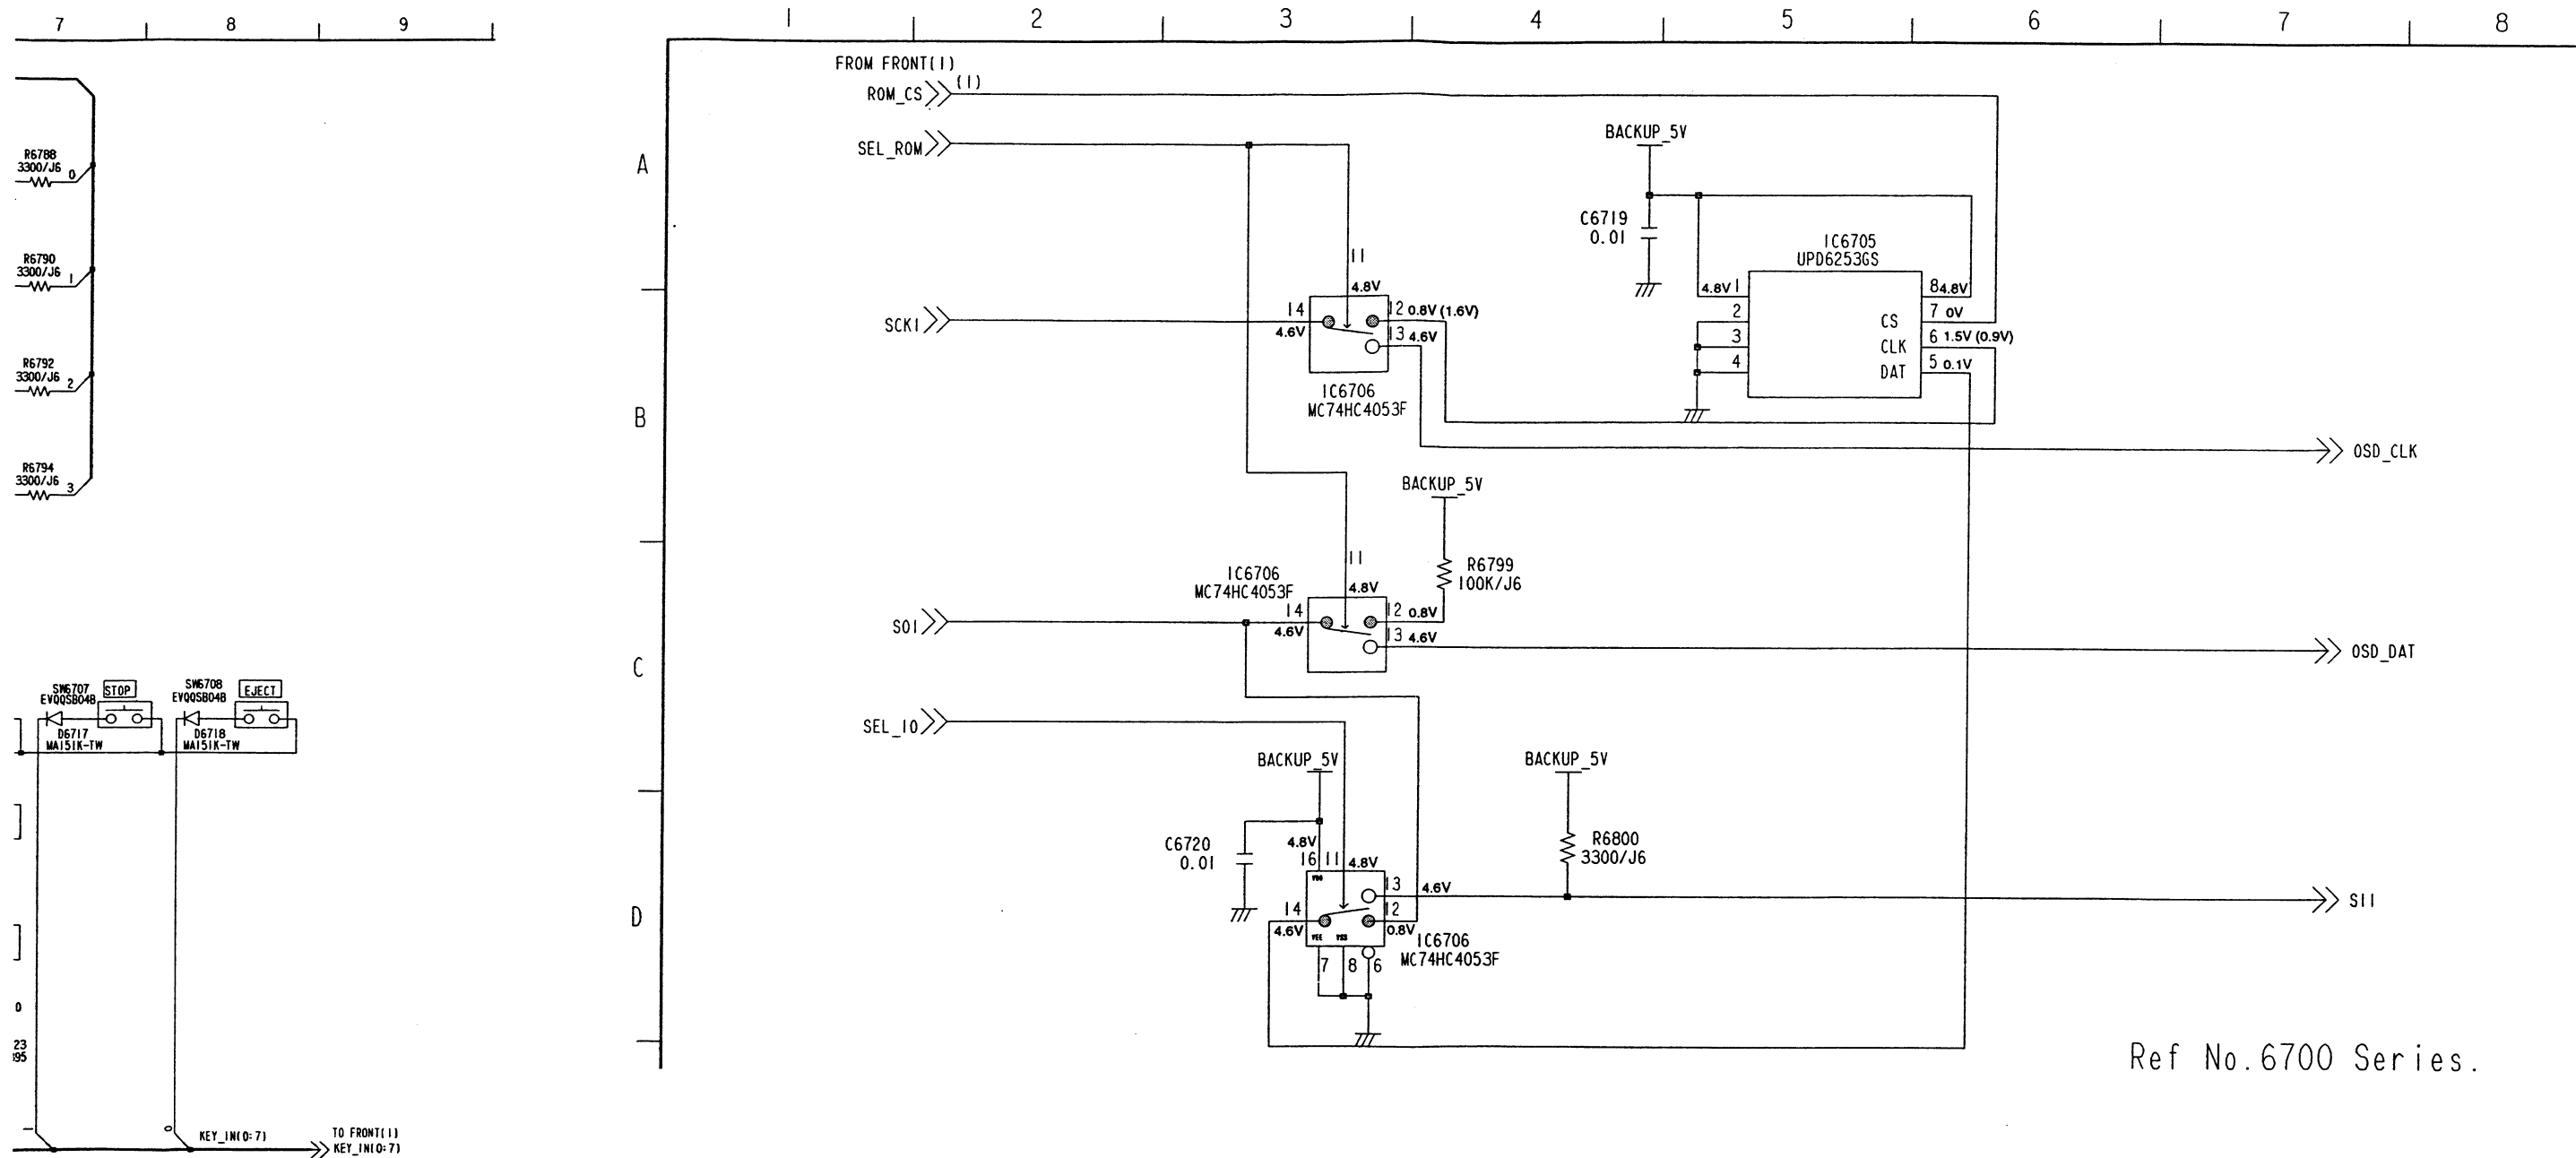 7
8
9
R6788
3300/J6
0
R6790
3300/J6
1
R6792
3300/J6
2
R6794
3300/J6
3
SW6707
EVQQSB04B
STOP
SW6708
EVQQSB04B
EJECT
D6717
MA151K-TW
D6718
MA151K-TW
0
23
395
1
0
KEY_IN(0:7)
TO FRONT(1)
KEY_IN(0:7)
1
2
3
4
5
6
7
8
A
B
C
D
FROM FRONT(1)
ROM_CS
(1)
SEL_ROM
BACKUP_5V
C6719
0.01
IC6705
UPD6253GS
4.8V 1
2
3
4
8 4.8V
CS 7 0V
CLK 6 1.5V (0.9V)
DAT 5 0.1V
11
4.8V
SCK1
14
4.6V
12 0.8V (1.6V)
13 4.6V
IC6706
MC74HC4053F
OSD_CLK
BACKUP_5V
R6799
100K/J6
IC6706
MC74HC4053F
11
4.8V
SO1
14
4.6V
12 0.8V
13 4.6V
OSD_DAT
SEL_IO
BACKUP_5V
BACKUP_5V
C6720
0.01
4.8V
16 11 4.8V
VDD
R6800
3300/J6
13 4.6V
SI1
14
4.6V
12
0.8V
VEE VSS
IC6706
MC74HC4053F
7 8 6
Ref No.6700 Series.